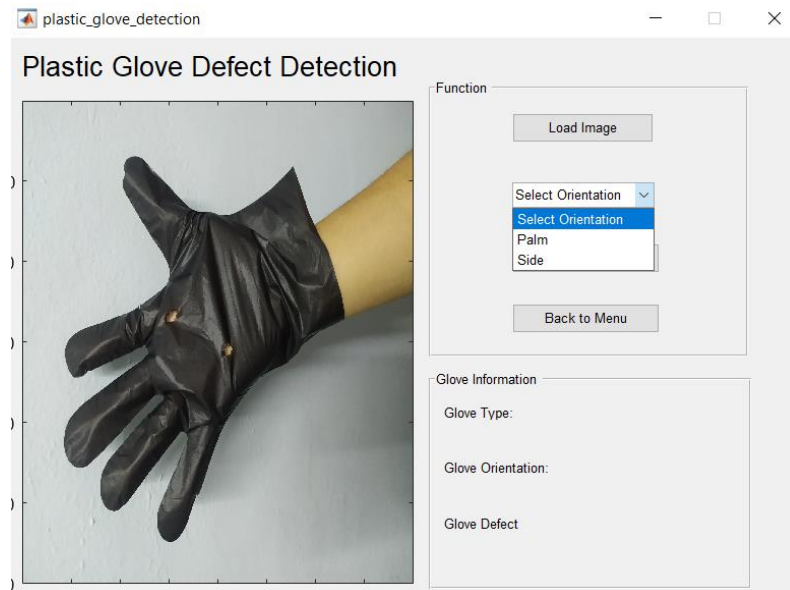 plastic_glove_detection
Plastic Glove Defect Detection
Function
Load Image
Select Orientation
Select Orientation
Palm
Side
Back to Menu
Glove Information
Glove Type:
Glove Orientation:
Glove Defect